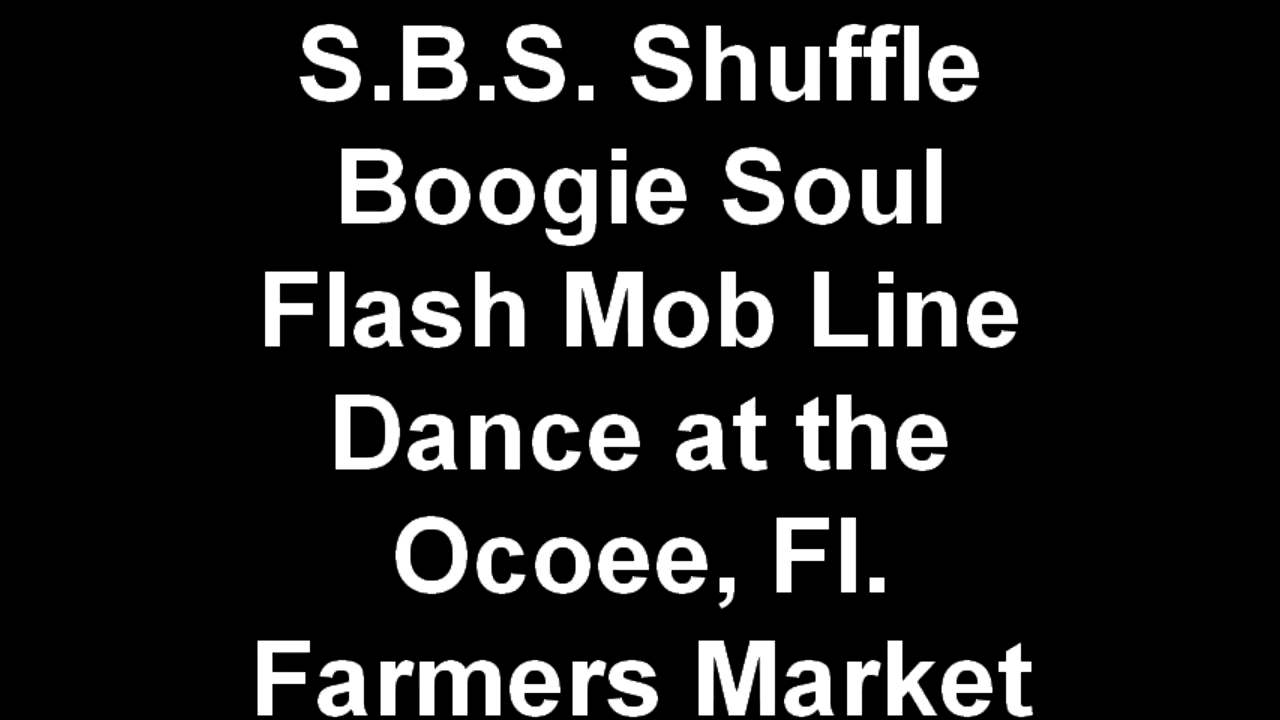 S.B.S. Shuffle
Boogie Soul
Flash Mob Line
Dance at the
Ocoee, Fl.
Farmers Market